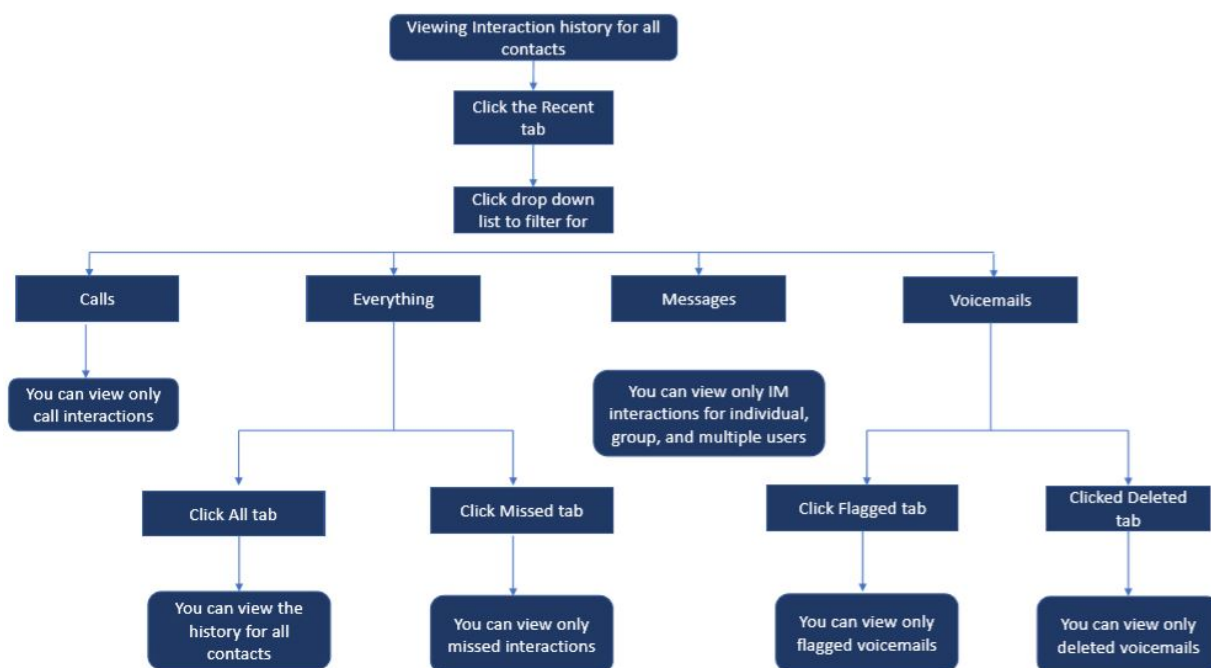 Viewing Interaction history for all
contacts
Click the Recent
tab
Click drop down
list to filter for
Calls
Everything
Messages
Voicemails
You can view only
call interactions
You can view only IM
interactions for individual,
group, and multiple users
Click All tab
Click Missed tab
Click Flagged tab
Clicked Deleted
tab
You can view the
history for all
contacts
You can view only
missed interactions
You can view only
flagged voicemails
You can view only
deleted voicemails